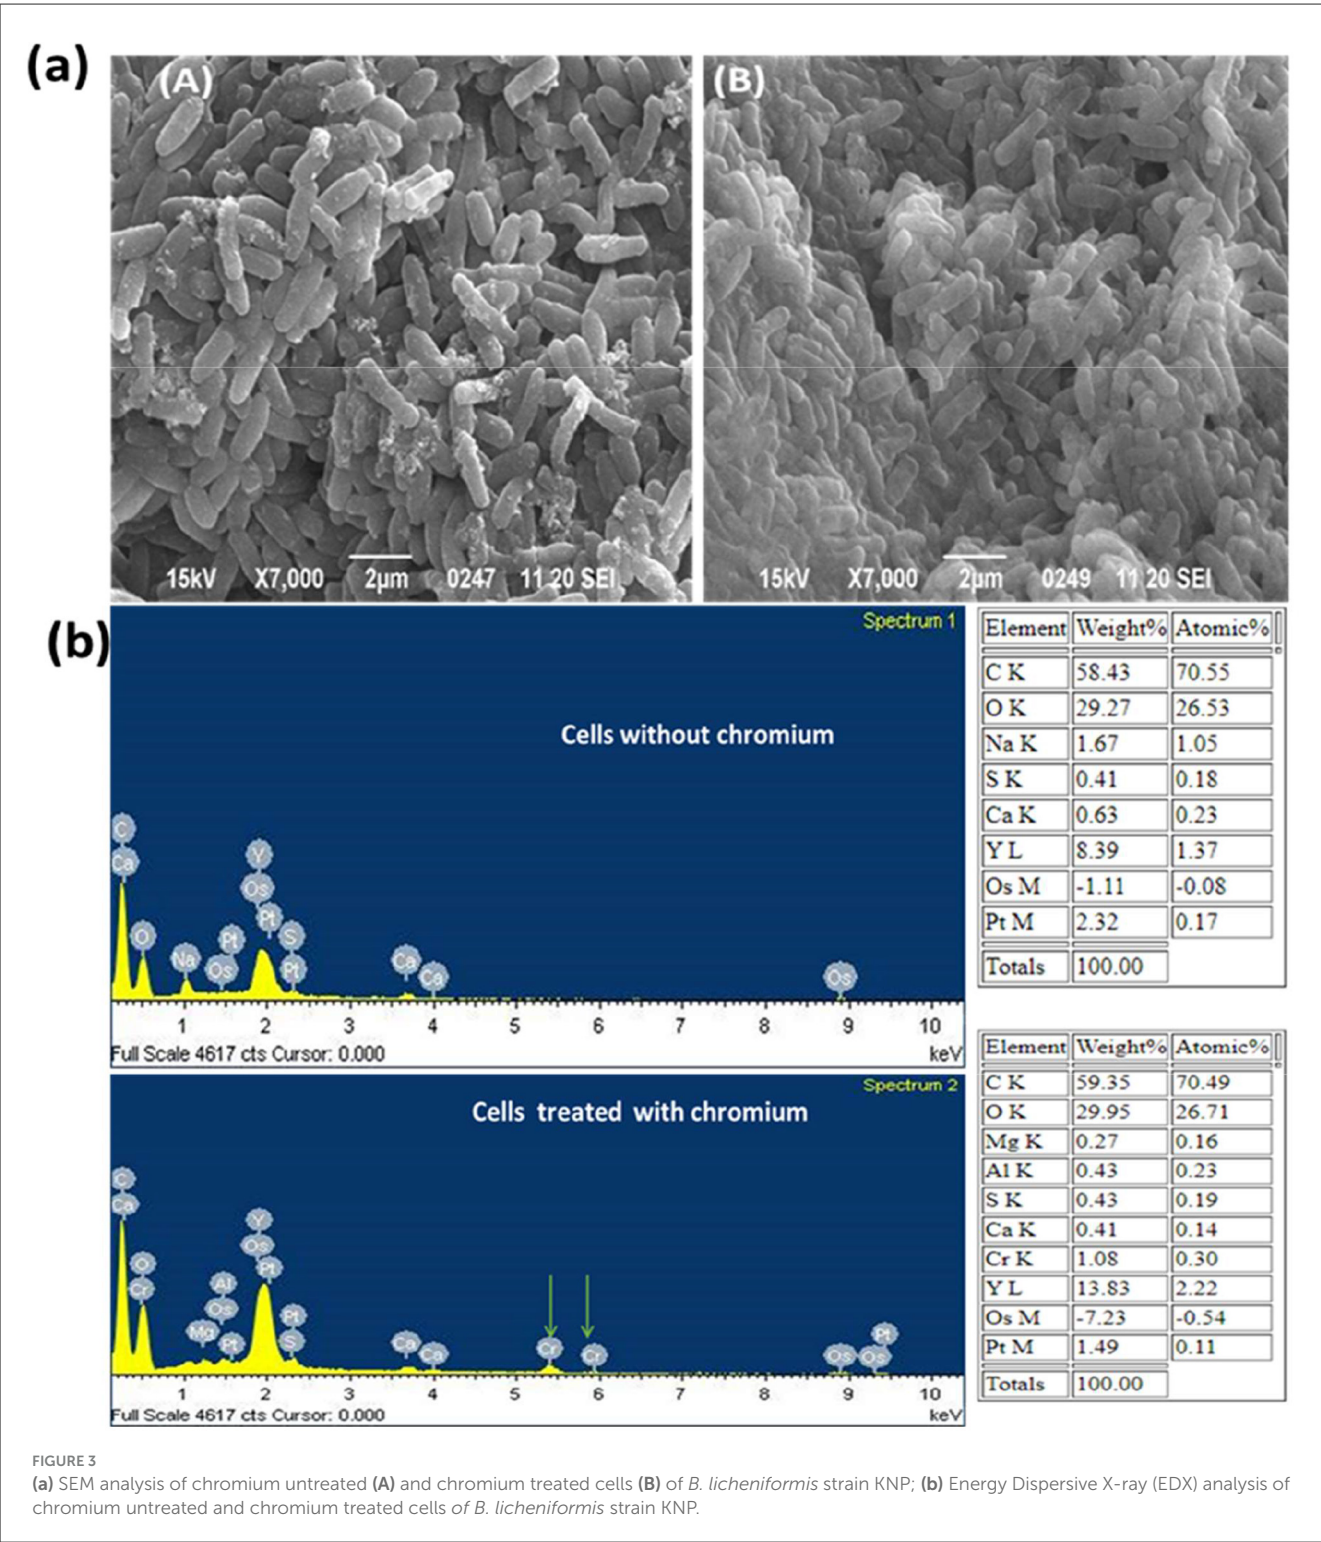 (a)
(A)
(B)
15kV X7,000 2µm 0247 11 20 SEI
15kV X7,000 2µm 0249 11 20 SEI
(b)
Spectrum 1
Cells without chromium
C
Ca
O
Na
Pt
Os
Y
Os
Pt
S
Pt
Ca
Ca
Os
1 2 3 4 5 6 7 8 9 10
Full Scale 4617 cts Cursor: 0.000 keV
Element Weight% Atomic%
C K 58.43 70.55
O K 29.27 26.53
Na K 1.67 1.05
S K 0.41 0.18
Ca K 0.63 0.23
Y L 8.39 1.37
Os M -1.11 -0.08
Pt M 2.32 0.17
Totals 100.00
Spectrum 2
Cells treated with chromium
C
Ca
O
Cr
Mg
Al
Os
Pt
Y
Os
Pt
Pt
S
Ca
Ca
Cr
Cr
Os
Pt
Os
1 2 3 4 5 6 7 8 9 10
Full Scale 4617 cts Cursor: 0.000 keV
Element Weight% Atomic%
C K 59.35 70.49
O K 29.95 26.71
Mg K 0.27 0.16
Al K 0.43 0.23
S K 0.43 0.19
Ca K 0.41 0.14
Cr K 1.08 0.30
Y L 13.83 2.22
Os M -7.23 -0.54
Pt M 1.49 0.11
Totals 100.00
FIGURE 3
(a) SEM analysis of chromium untreated (A) and chromium treated cells (B) of B. licheniformis strain KNP; (b) Energy Dispersive X-ray (EDX) analysis of
chromium untreated and chromium treated cells of B. licheniformis strain KNP.